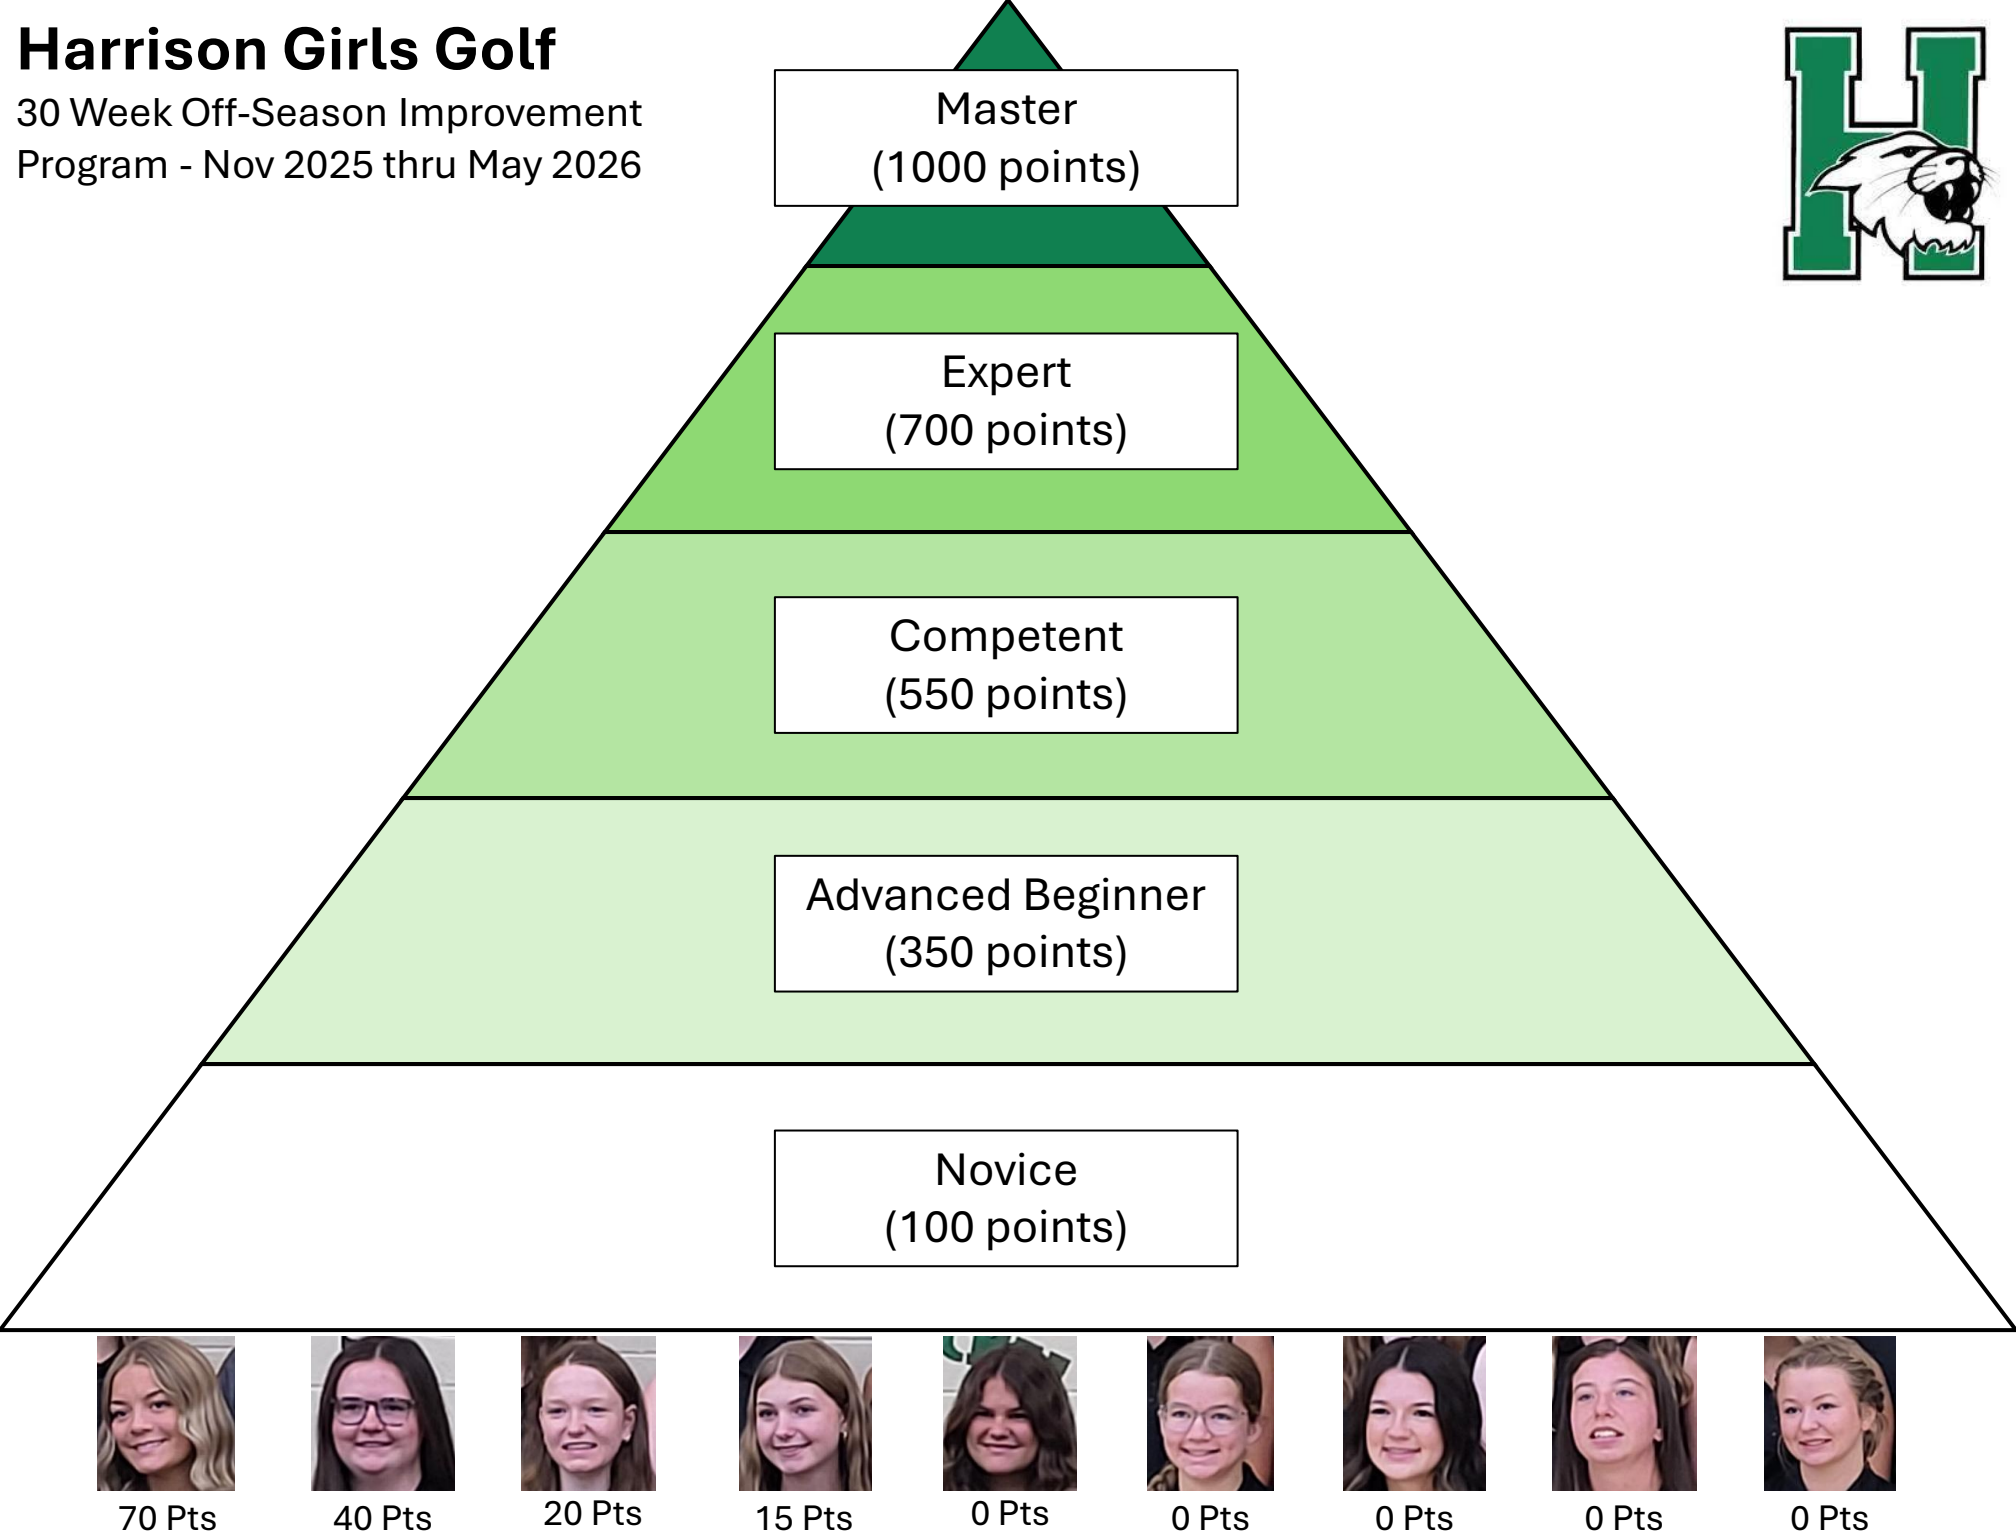 Harrison Girls Golf
30 Week Off-Season Improvement
Program - Nov 2025 thru May 2026
H
Master
(1000 points)
Expert
(700 points)
Competent
(550 points)
Advanced Beginner
(350 points)
Novice
(100 points)
70 Pts
40 Pts
20 Pts
15 Pts
0 Pts
0 Pts
0 Pts
0 Pts
0 Pts